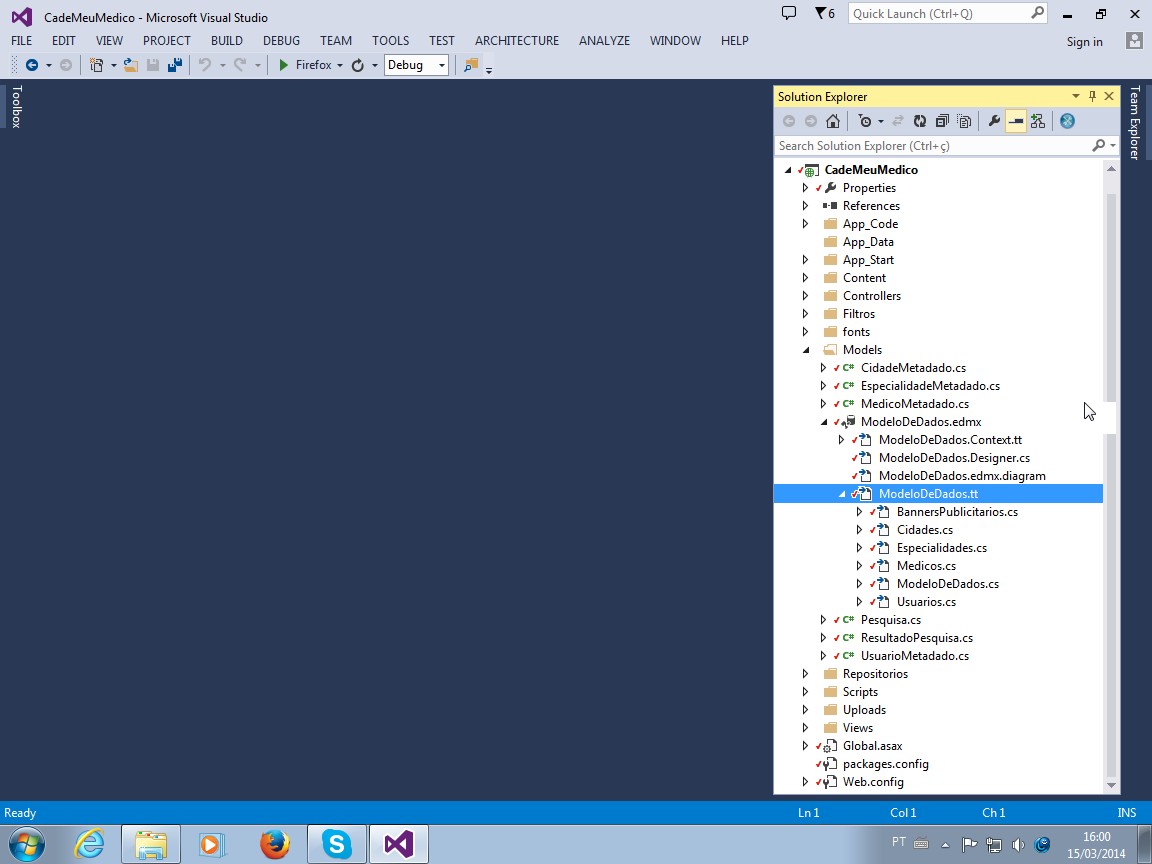 CadeMeuMedico - Microsoft Visual Studio
6
Quick Launch (Ctrl+Q)
FILE EDIT VIEW PROJECT BUILD DEBUG TEAM TOOLS TEST ARCHITECTURE ANALYZE WINDOW HELP
Sign in
Firefox
Debug
Toolbox
Solution Explorer
Team Explorer
Search Solution Explorer (Ctrl+ç)
CadeMeuMedico
Properties
References
App_Code
App_Data
App_Start
Content
Controllers
Filtros
fonts
Models
C# CidadeMetadado.cs
C# EspecialidadeMetadado.cs
C# MedicoMetadado.cs
ModeloDeDados.edmx
ModeloDeDados.Context.tt
ModeloDeDados.Designer.cs
ModeloDeDados.edmx.diagram
ModeloDeDados.tt
BannersPublicitarios.cs
Cidades.cs
Especialidades.cs
Medicos.cs
ModeloDeDados.cs
Usuarios.cs
C# Pesquisa.cs
C# ResultadoPesquisa.cs
C# UsuarioMetadado.cs
Repositorios
Scripts
Uploads
Views
Global.asax
packages.config
Web.config
Ready
Ln 1 Col 1 Ch 1 INS
PT
16:00
15/03/2014